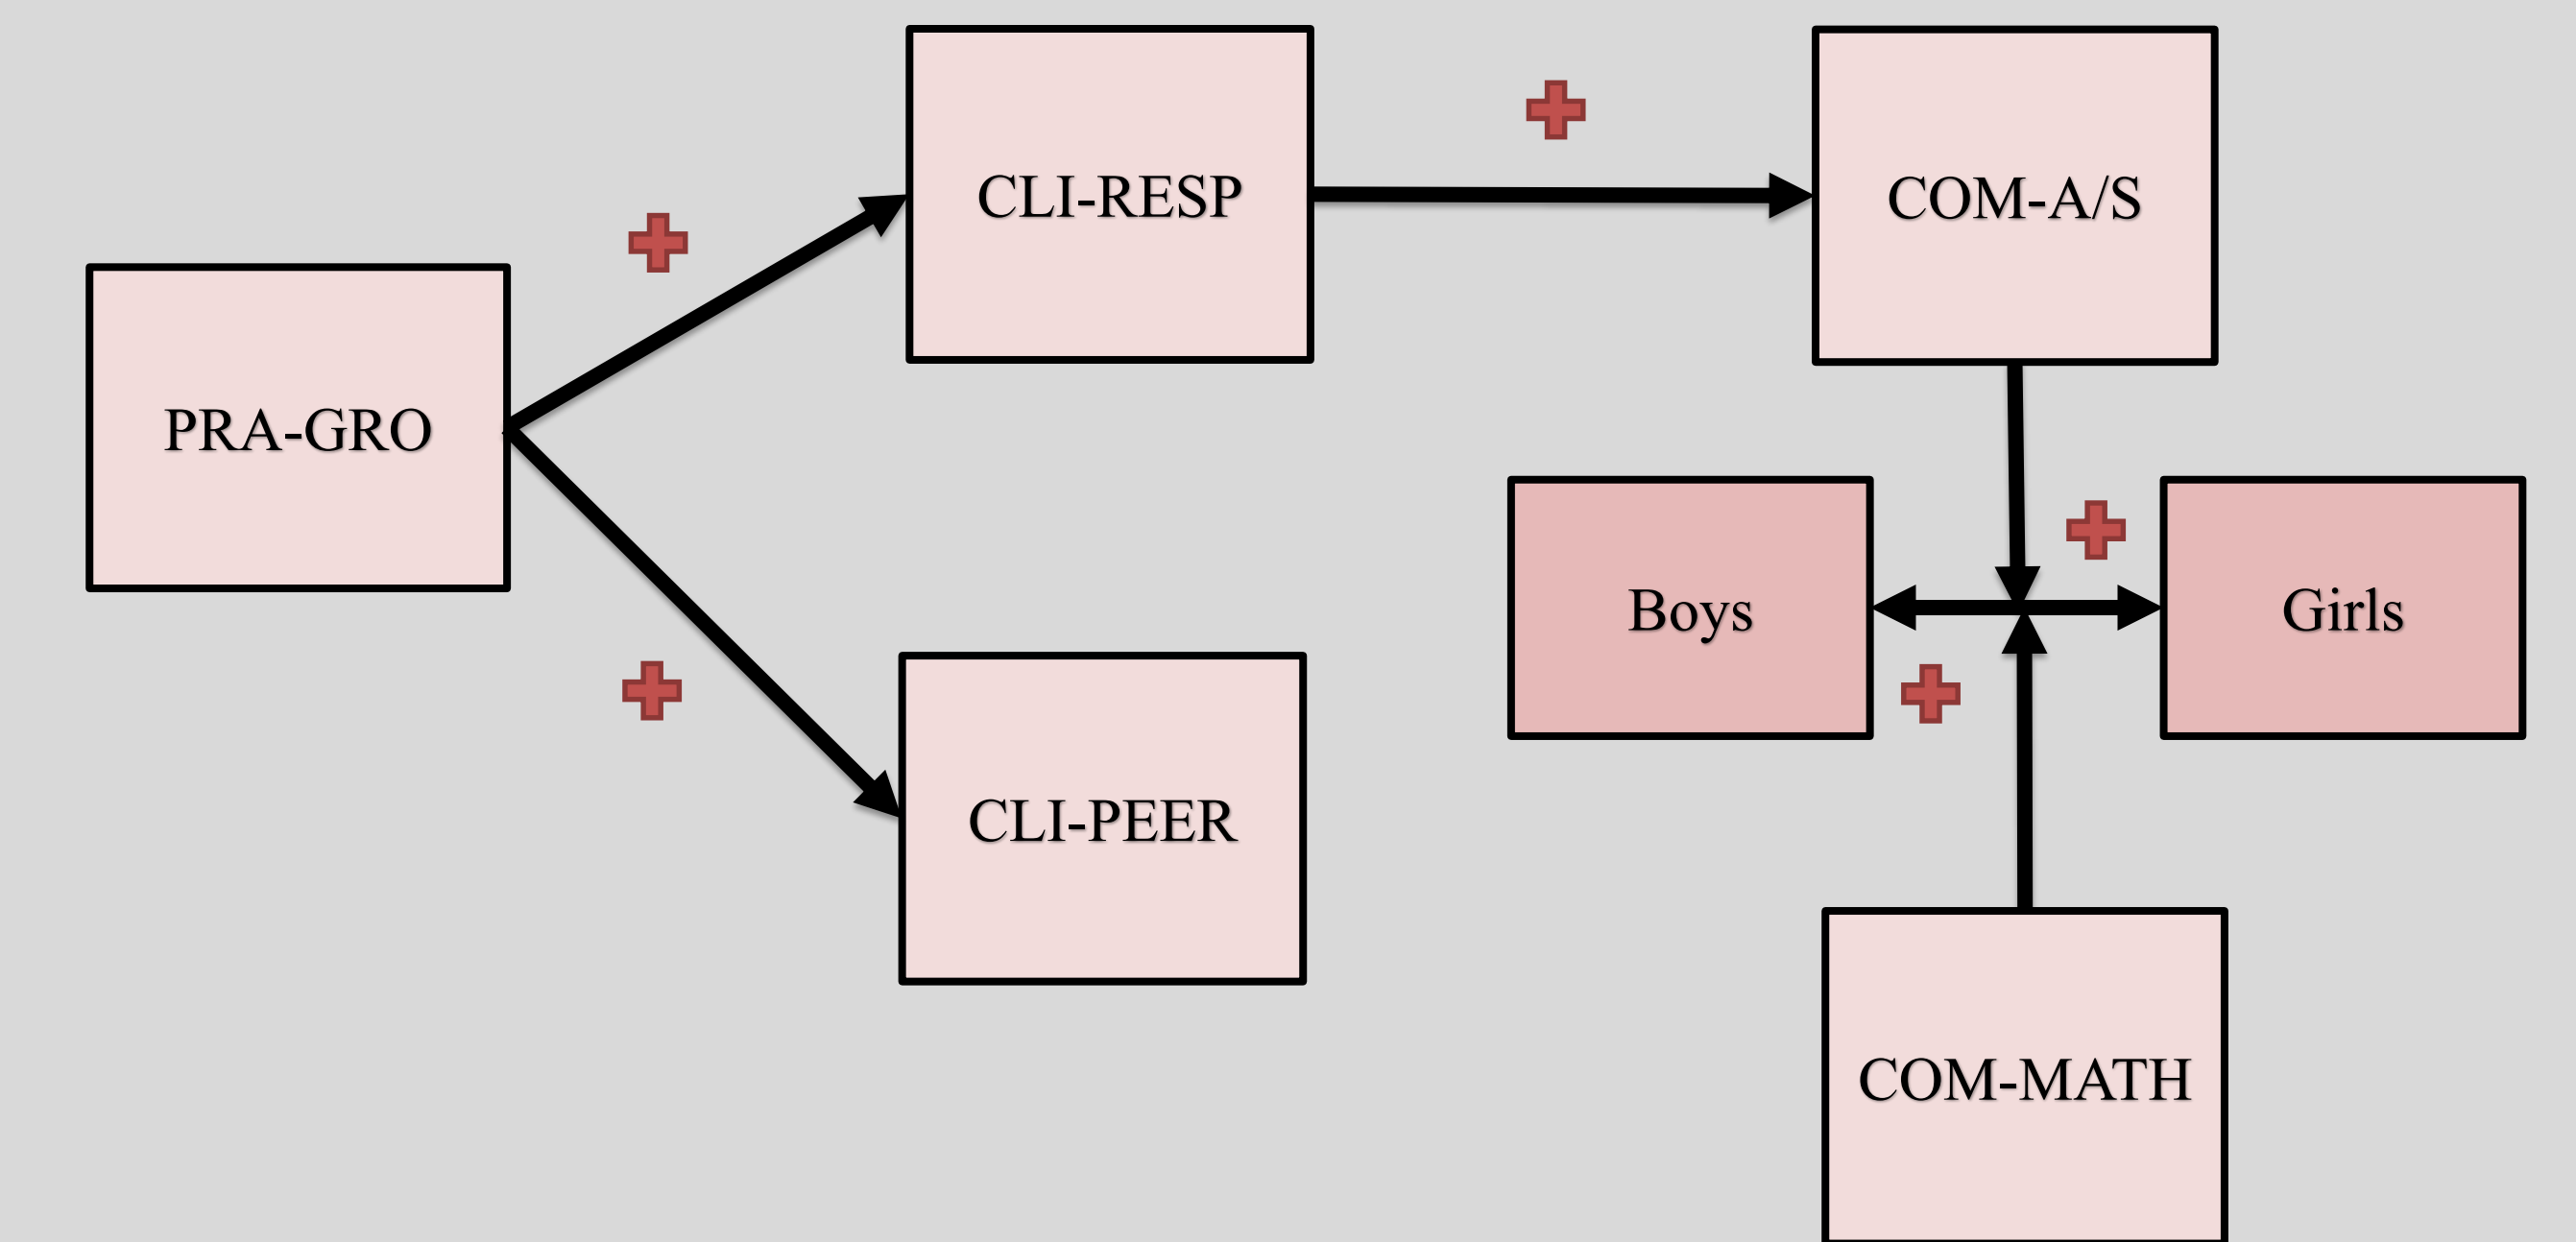 CLI-RESP
COM-A/S
PRA-GRO
Boys
Girls
CLI-PEER
COM-MATH